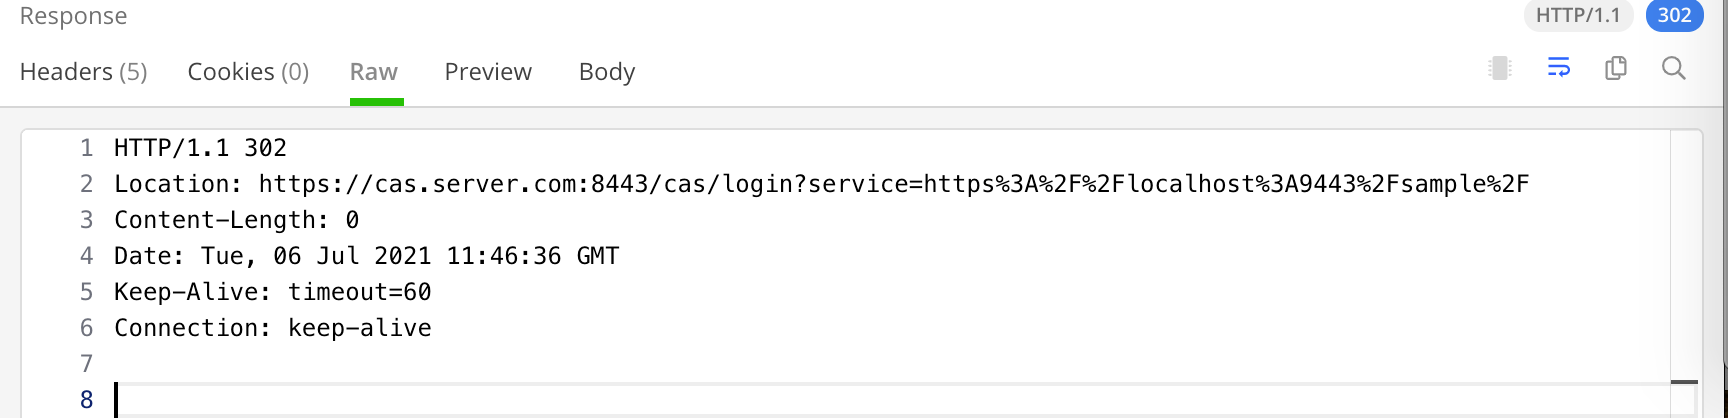 Response
HTTP/1.1 302
Headers (5) Cookies (0) Raw Preview Body
1 HTTP/1.1 302
2 Location: https://cas.server.com:8443/cas/login?service=https%3A%2F%2Flocalhost%3A9443%2Fsample%2F
3 Content-Length: 0
4 Date: Tue, 06 Jul 2021 11:46:36 GMT
5 Keep-Alive: timeout=60
6 Connection: keep-alive
7
8